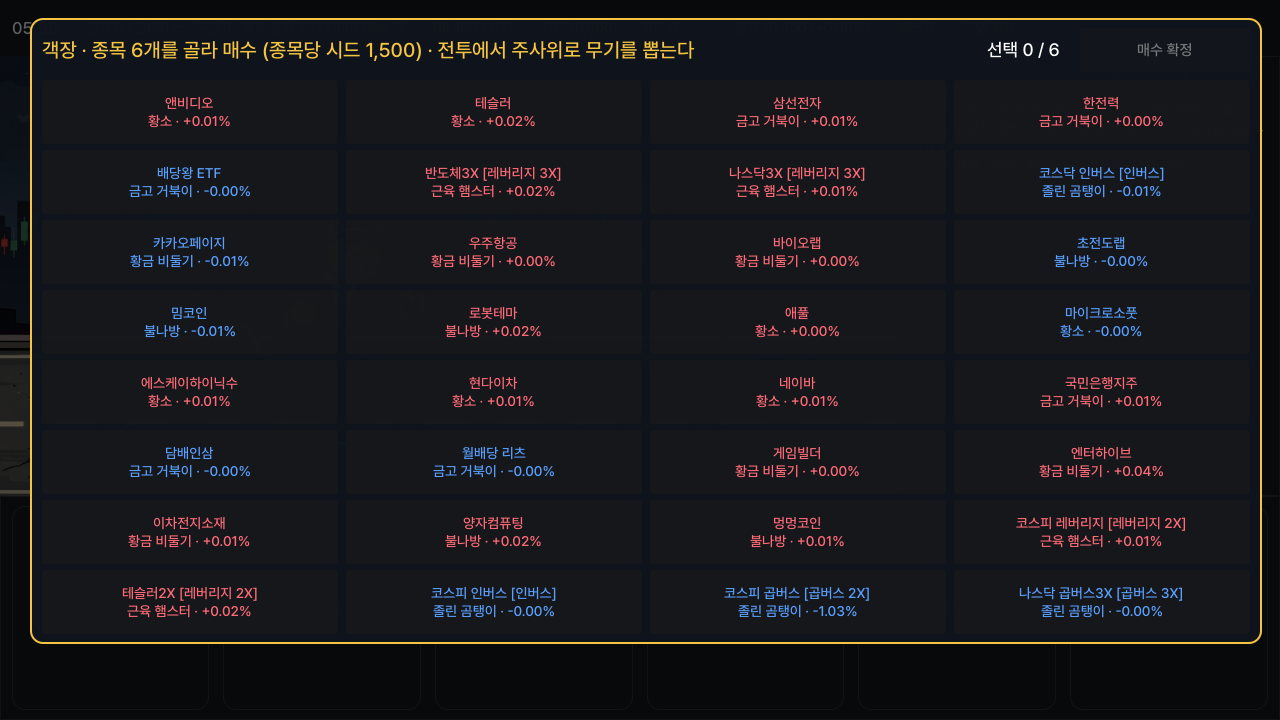 05
객장 · 종목 6개를 골라 매수 (종목당 시드 1,500) · 전투에서 주사위로 무기를 뽑는다
선택 0 / 6
매수 확정
앤비디오
황소 · +0.01%
테슬러
황소 · +0.02%
삼선전자
금고 거북이 · +0.01%
한전력
금고 거북이 · +0.00%
배당왕 ETF
금고 거북이 · -0.00%
반도체3X [레버리지 3X]
근육 햄스터 · +0.02%
나스닥3X [레버리지 3X]
근육 햄스터 · +0.01%
코스닥 인버스 [인버스]
졸린 곰탱이 · -0.01%
카카오페이지
황금 비둘기 · -0.01%
우주항공
황금 비둘기 · +0.00%
바이오랩
황금 비둘기 · +0.00%
초전도랩
불나방 · -0.00%
밈코인
불나방 · -0.01%
로봇테마
불나방 · +0.02%
애풀
황소 · +0.00%
마이크로소풋
황소 · -0.00%
에스케이하이닉수
황소 · +0.01%
현다이차
황소 · +0.01%
네이바
황소 · +0.01%
국민은행지주
금고 거북이 · +0.01%
담배인삼
금고 거북이 · -0.00%
월배당 리츠
금고 거북이 · -0.00%
게임빌더
황금 비둘기 · +0.00%
엔터하이브
황금 비둘기 · +0.04%
이차전지소재
황금 비둘기 · +0.01%
양자컴퓨팅
불나방 · +0.02%
멍멍코인
불나방 · +0.01%
코스피 레버리지 [레버리지 2X]
근육 햄스터 · +0.01%
테슬러2X [레버리지 2X]
근육 햄스터 · +0.02%
코스피 인버스 [인버스]
졸린 곰탱이 · -0.00%
코스피 곱버스 [곱버스 2X]
졸린 곰탱이 · -1.03%
나스닥 곱버스3X [곱버스 3X]
졸린 곰탱이 · -0.00%